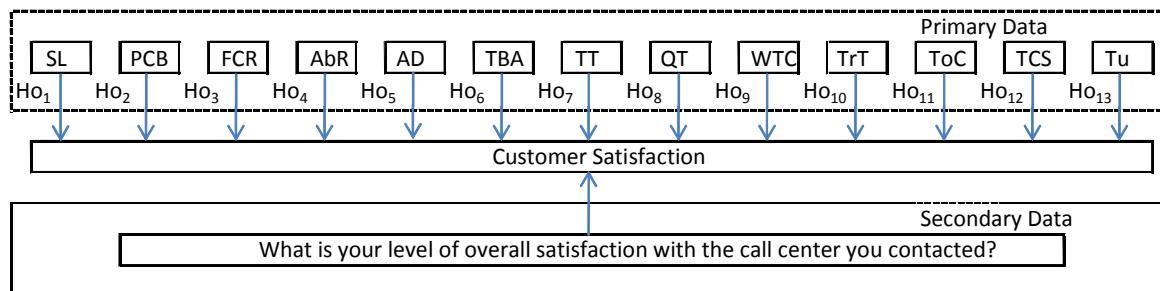 Primary Data
SL PCB FCR AbR AD TBA TT QT WTC TrT ToC TCS Tu
Ho₁ Ho₂ Ho₃ Ho₄ Ho₅ Ho₆ Ho₇ Ho₈ Ho₉ Ho₁₀ Ho₁₁ Ho₁₂ Ho₁₃
Customer Satisfaction
Secondary Data
What is your level of overall satisfaction with the call center you contacted?